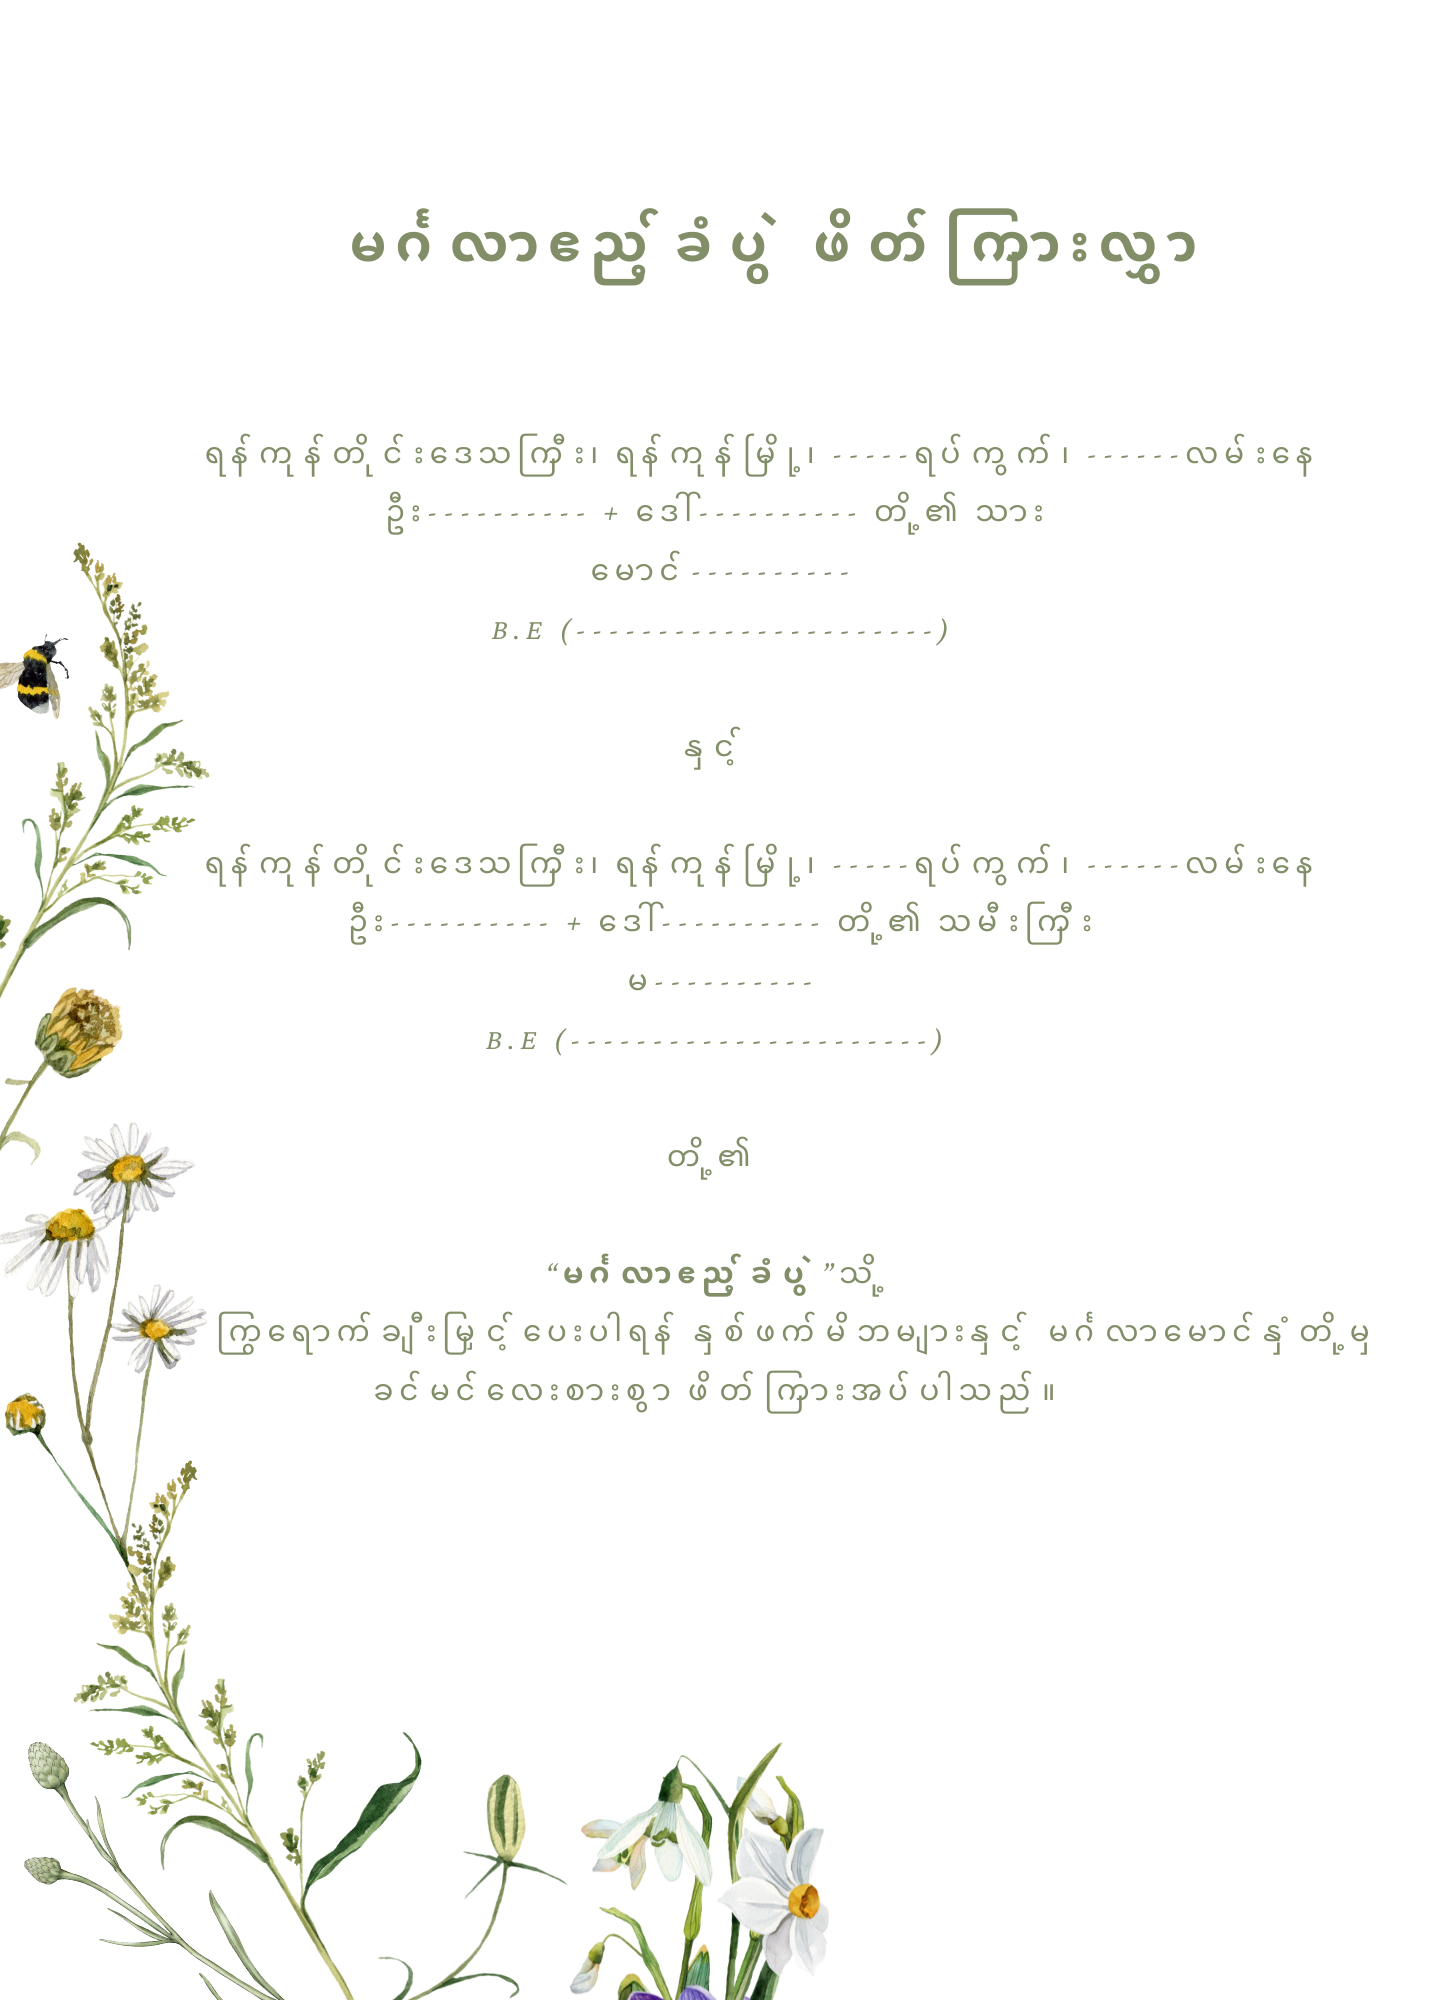 မင်္ဂလာဧည့်ခံပွဲ ဖိတ်ကြားလွှာ
ရန်ကုန်တိုင်းဒေသကြီး၊ ရန်ကုန်မြို့၊ -----ရပ်ကွက်၊ ------လမ်းနေ
ဦး---------- + ဒေါ်---------- တို့၏ သား
မောင်----------
B.E (----------------------)
နှင့်
ရန်ကုန်တိုင်းဒေသကြီး၊ ရန်ကုန်မြို့၊ -----ရပ်ကွက်၊ ------လမ်းနေ
ဦး---------- + ဒေါ်---------- တို့၏ သမီးကြီး
မ----------
B.E (----------------------)
တို့၏
“မင်္ဂလာဧည့်ခံပွဲ”သို့
ကြွရောက်ချီးမြှင့်ပေးပါရန် နှစ်ဖက်မိဘများနှင့် မင်္ဂလာမောင်နှံတို့မှ
ခင်မင်လေးစားစွာ ဖိတ်ကြားအပ်ပါသည်။